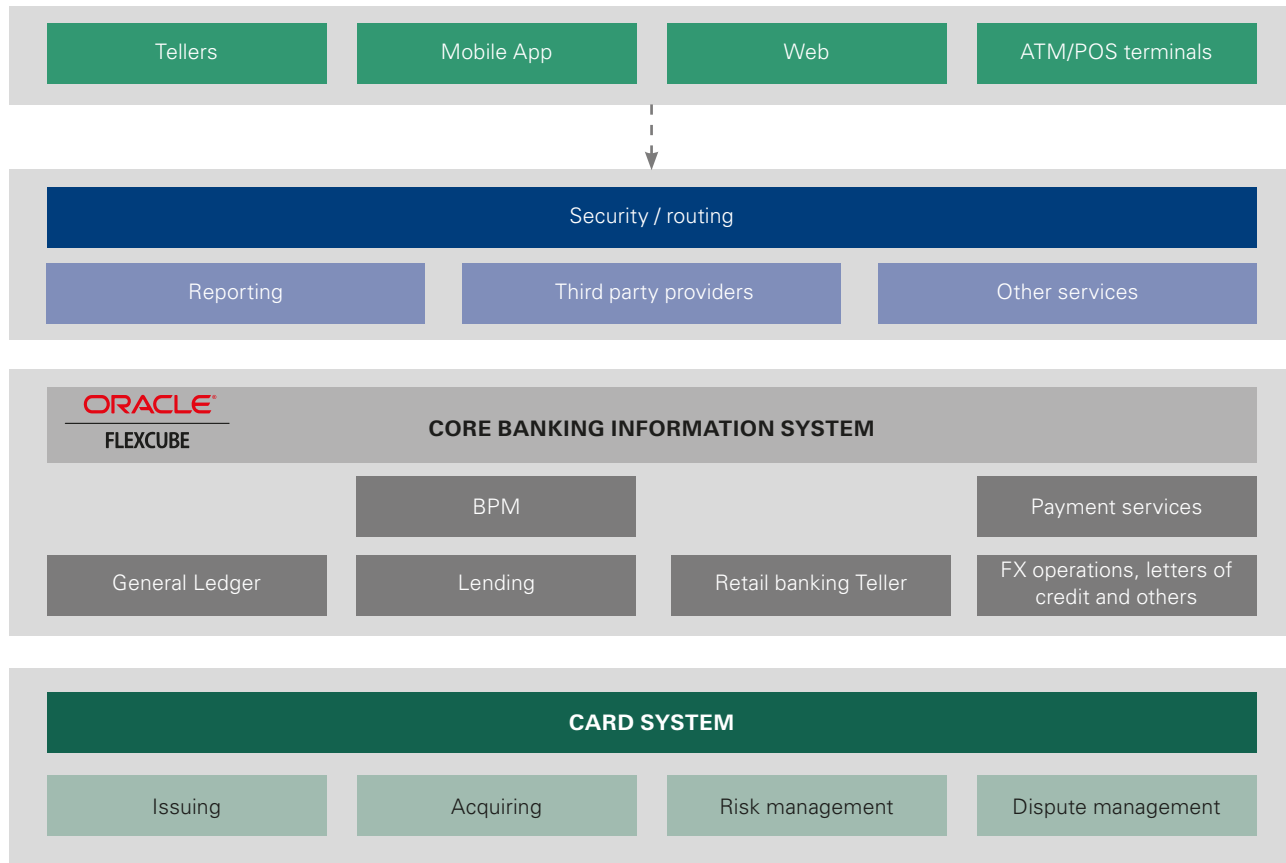 Tellers
Mobile App
Web
ATM/POS terminals
Security / routing
Reporting
Third party providers
Other services
ORACLE®
FLEXCUBE
CORE BANKING INFORMATION SYSTEM
BPM
Payment services
General Ledger
Lending
Retail banking Teller
FX operations, letters of
credit and others
CARD SYSTEM
Issuing
Acquiring
Risk management
Dispute management